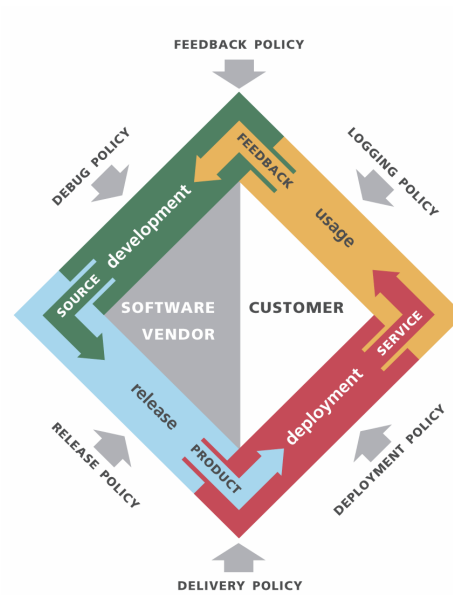 FEEDBACK POLICY
DEBUG POLICY
LOGGING POLICY
FEEDBACK
development
usage
SOURCE
SOFTWARE
VENDOR
CUSTOMER
SERVICE
release
deployment
PRODUCT
RELEASE POLICY
DEPLOYMENT POLICY
DELIVERY POLICY